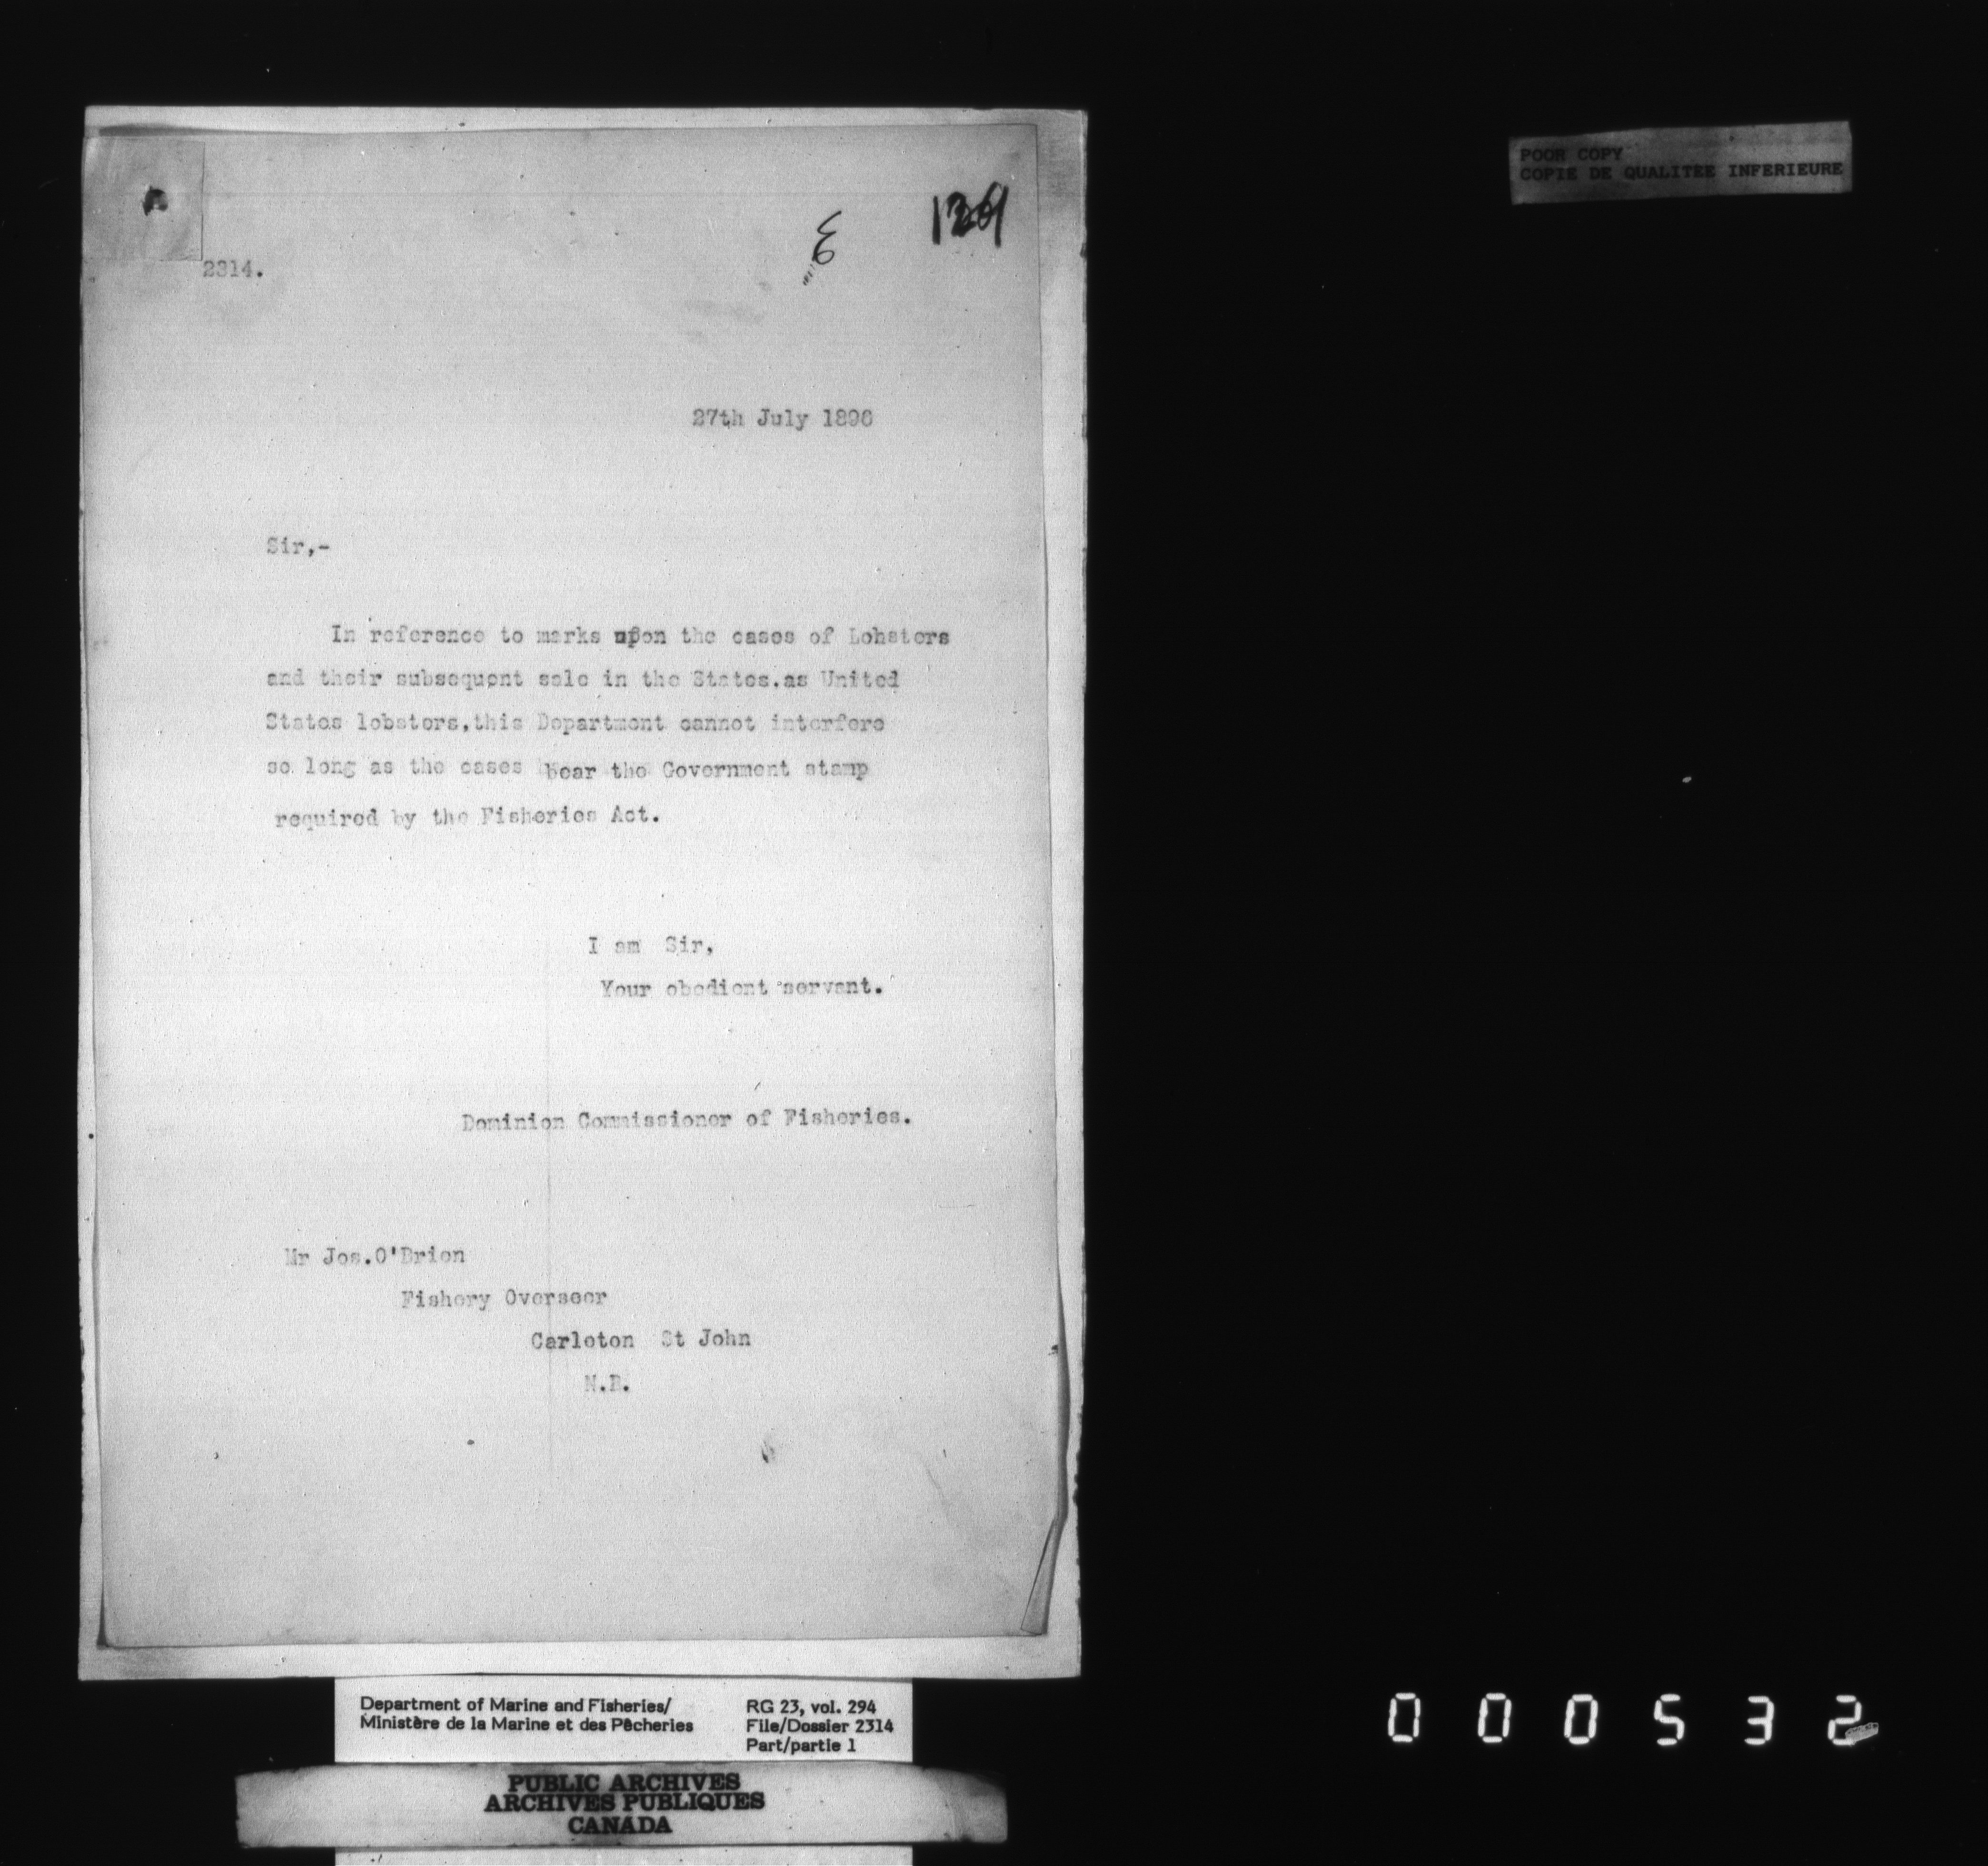 POOR COPY
COPIE DE QUALITEE INFERIEURE
2314.
27th July 1896
Sir,-
In reference to marks upon the cases of Lobsters
and their subsequent sale in the States.as United
States lobsters,this Department cannot interfere
so long as the cases bear the Government stamp
required by the Fisheries Act.
I am Sir,
Your obedient servant.
Dominion Commissioner of Fisheries.
Mr Jos.O'Brien
Fishery Overseer
Carleton St John
N.B.
Department of Marine and Fisheries/
Ministère de la Marine et des Pêcheries
RG 23, vol. 294
File/Dossier 2314
Part/partie 1
PUBLIC ARCHIVES
ARCHIVES PUBLIQUES
CANADA
000532